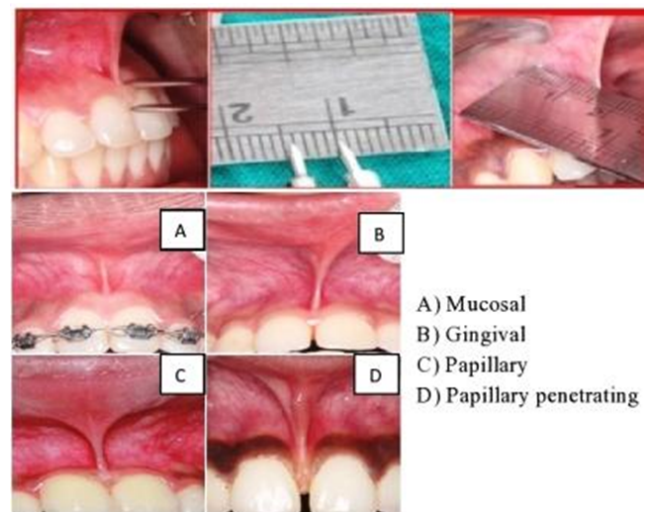 2 1
A
B
C
D
A) Mucosal
B) Gingival
C) Papillary
D) Papillary penetrating